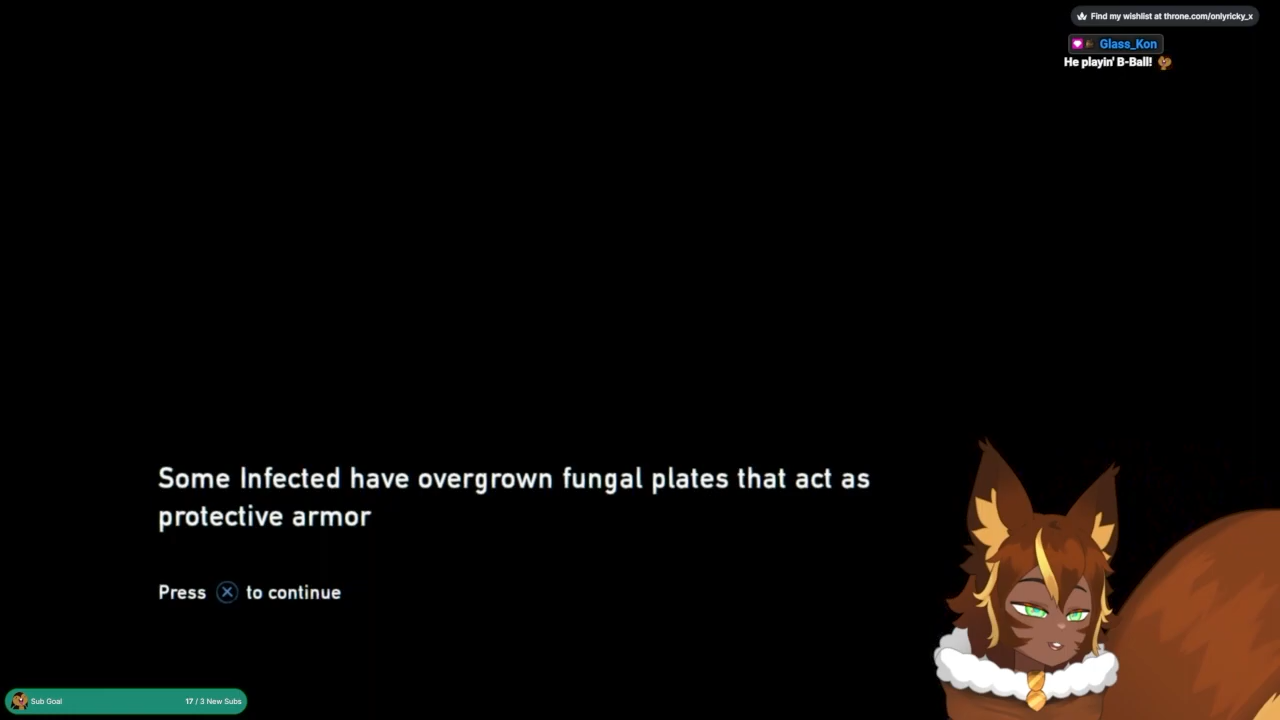 Find my wishlist at throne.com/onlyricky_x
Glass_Kon
He playin' B-Ball!
Some Infected have overgrown fungal plates that act as
protective armor
Press ⓧ to continue
Sub Goal 17 / 3 New Subs